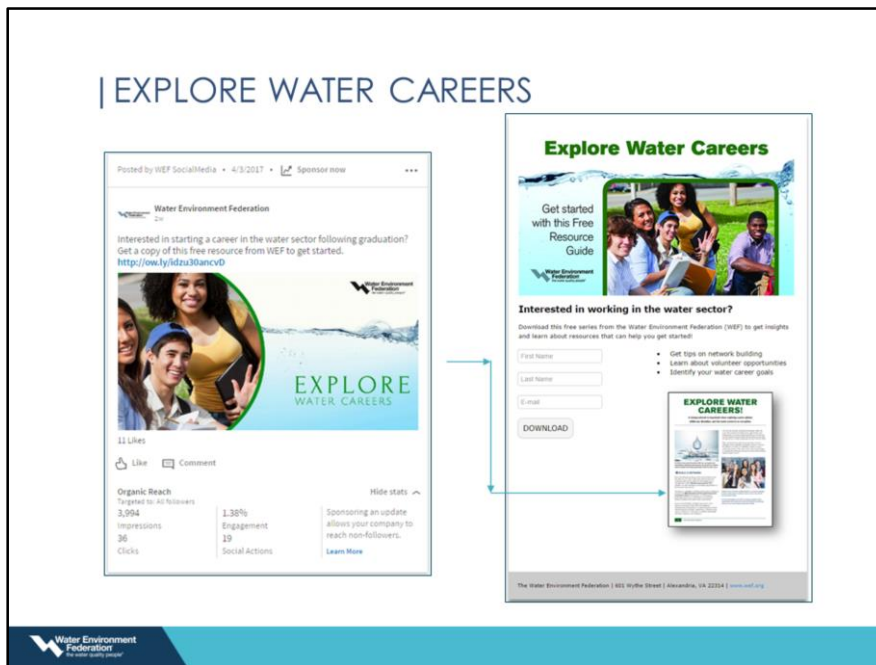 | EXPLORE WATER CAREERS
Posted by WEF SocialMedia • 4/3/2017 • Sponsor now •••
Water Environment Federation
Water Environment Federation
2w
Interested in starting a career in the water sector following graduation?
Get a copy of this free resource from WEF to get started.
http://ow.ly/idzu30ancvD
Water Environment
Federation
the water quality people
EXPLORE
WATER CAREERS
11 Likes
Like Comment
Organic Reach Hide stats
Targeted to: All followers
3,994
Impressions
36
Clicks
1.38%
Engagement
19
Social Actions
Sponsoring an update
allows your company to
reach non-followers.
Learn More
Explore Water Careers
Get started
with this Free
Resource
Guide
Water Environment
Federation
Interested in working in the water sector?
Download this free series from the Water Environment Federation (WEF) to get insights
and learn about resources that can help you get started!
First Name
Last Name
E-mail
DOWNLOAD
• Get tips on network building
• Learn about volunteer opportunities
• Identify your water career goals
EXPLORE WATER
CAREERS!
The Water Environment Federation | 601 Wythe Street | Alexandria, VA 22314 | www.wef.org
Water Environment
Federation
the water quality people®